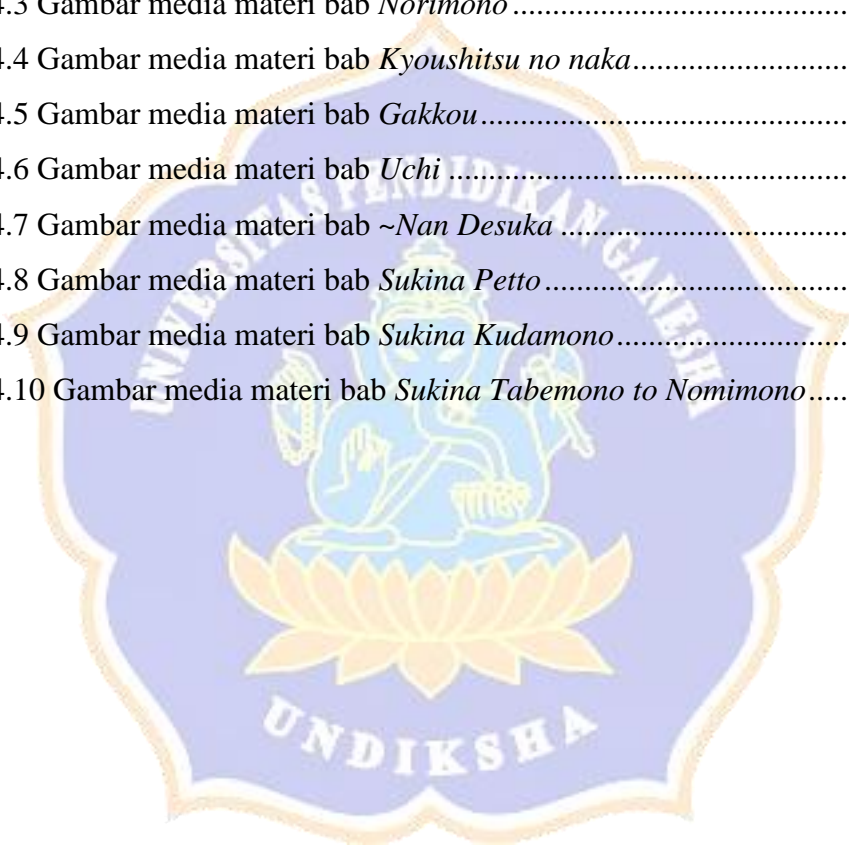 4.3 Gambar media materi bab Norimono................................................
4.4 Gambar media materi bab Kyoushitsu no naka................................
4.5 Gambar media materi bab Gakkou....................................................
4.6 Gambar media materi bab Uchi ........................................................
4.7 Gambar media materi bab ~Nan Desuka ..........................................
4.8 Gambar media materi bab Sukina Petto............................................
4.9 Gambar media materi bab Sukina Kudamono..................................
4.10 Gambar media materi bab Sukina Tabemono to Nomimono.....
UNIVERSITAS PENDIDIKAN GANESHA
UNDIKSHA